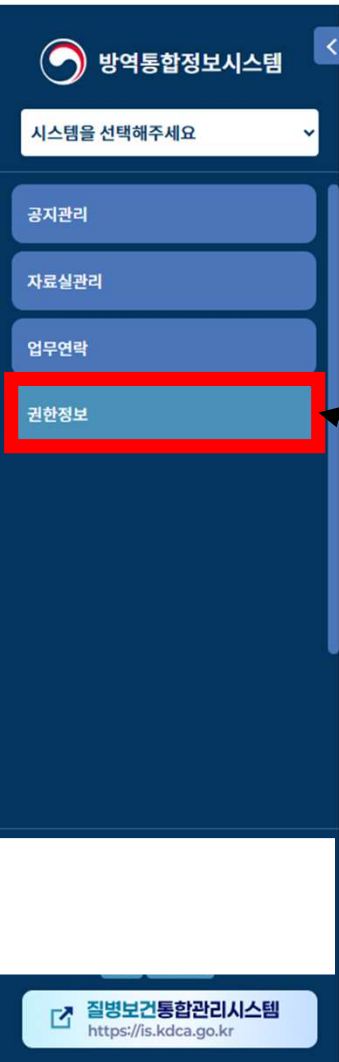 방역통합정보시스템
시스템을 선택해주세요
공지관리
자료실관리
업무연락
권한정보
질병보건통합관리시스템
https://is.kdca.go.kr